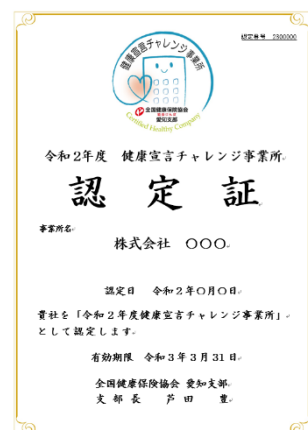 認定番号 2300000
健康宣言チャレンジ事業所
全国健康保険協会
愛知支部
Certified Healthy Company
令和2年度 健康宣言チャレンジ事業所
認定証
事業所名
株式会社 〇〇〇
認定日 令和2年〇月〇日
貴社を「令和2年度健康宣言チャレンジ事業所」
として認定します
有効期限 令和3年3月31日
全国健康保険協会 愛知支部
支部長 芦田 豊